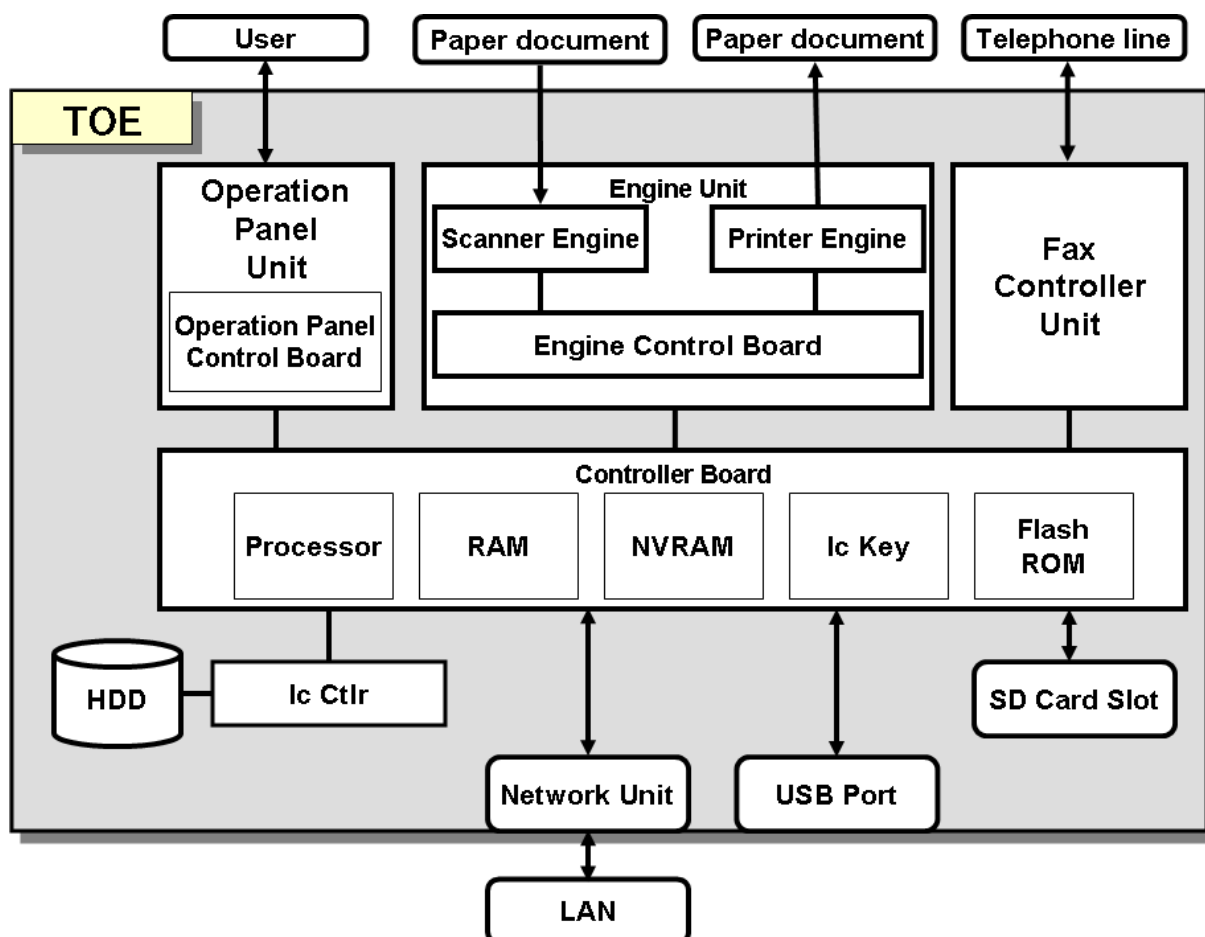 User
Paper document
Paper document
Telephone line
TOE
Operation
Panel
Unit
Operation Panel
Control Board
Engine Unit
Scanner Engine
Printer Engine
Engine Control Board
Fax
Controller
Unit
Controller Board
Processor
RAM
NVRAM
Ic Key
Flash
ROM
HDD
Ic Ctlr
SD Card Slot
Network Unit
USB Port
LAN